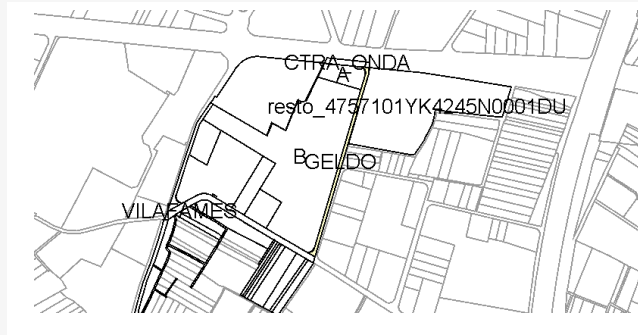 CTRA_ONDA
A
resto_4757101YK4245N0001DU
B
GELDO
VILAFAMES